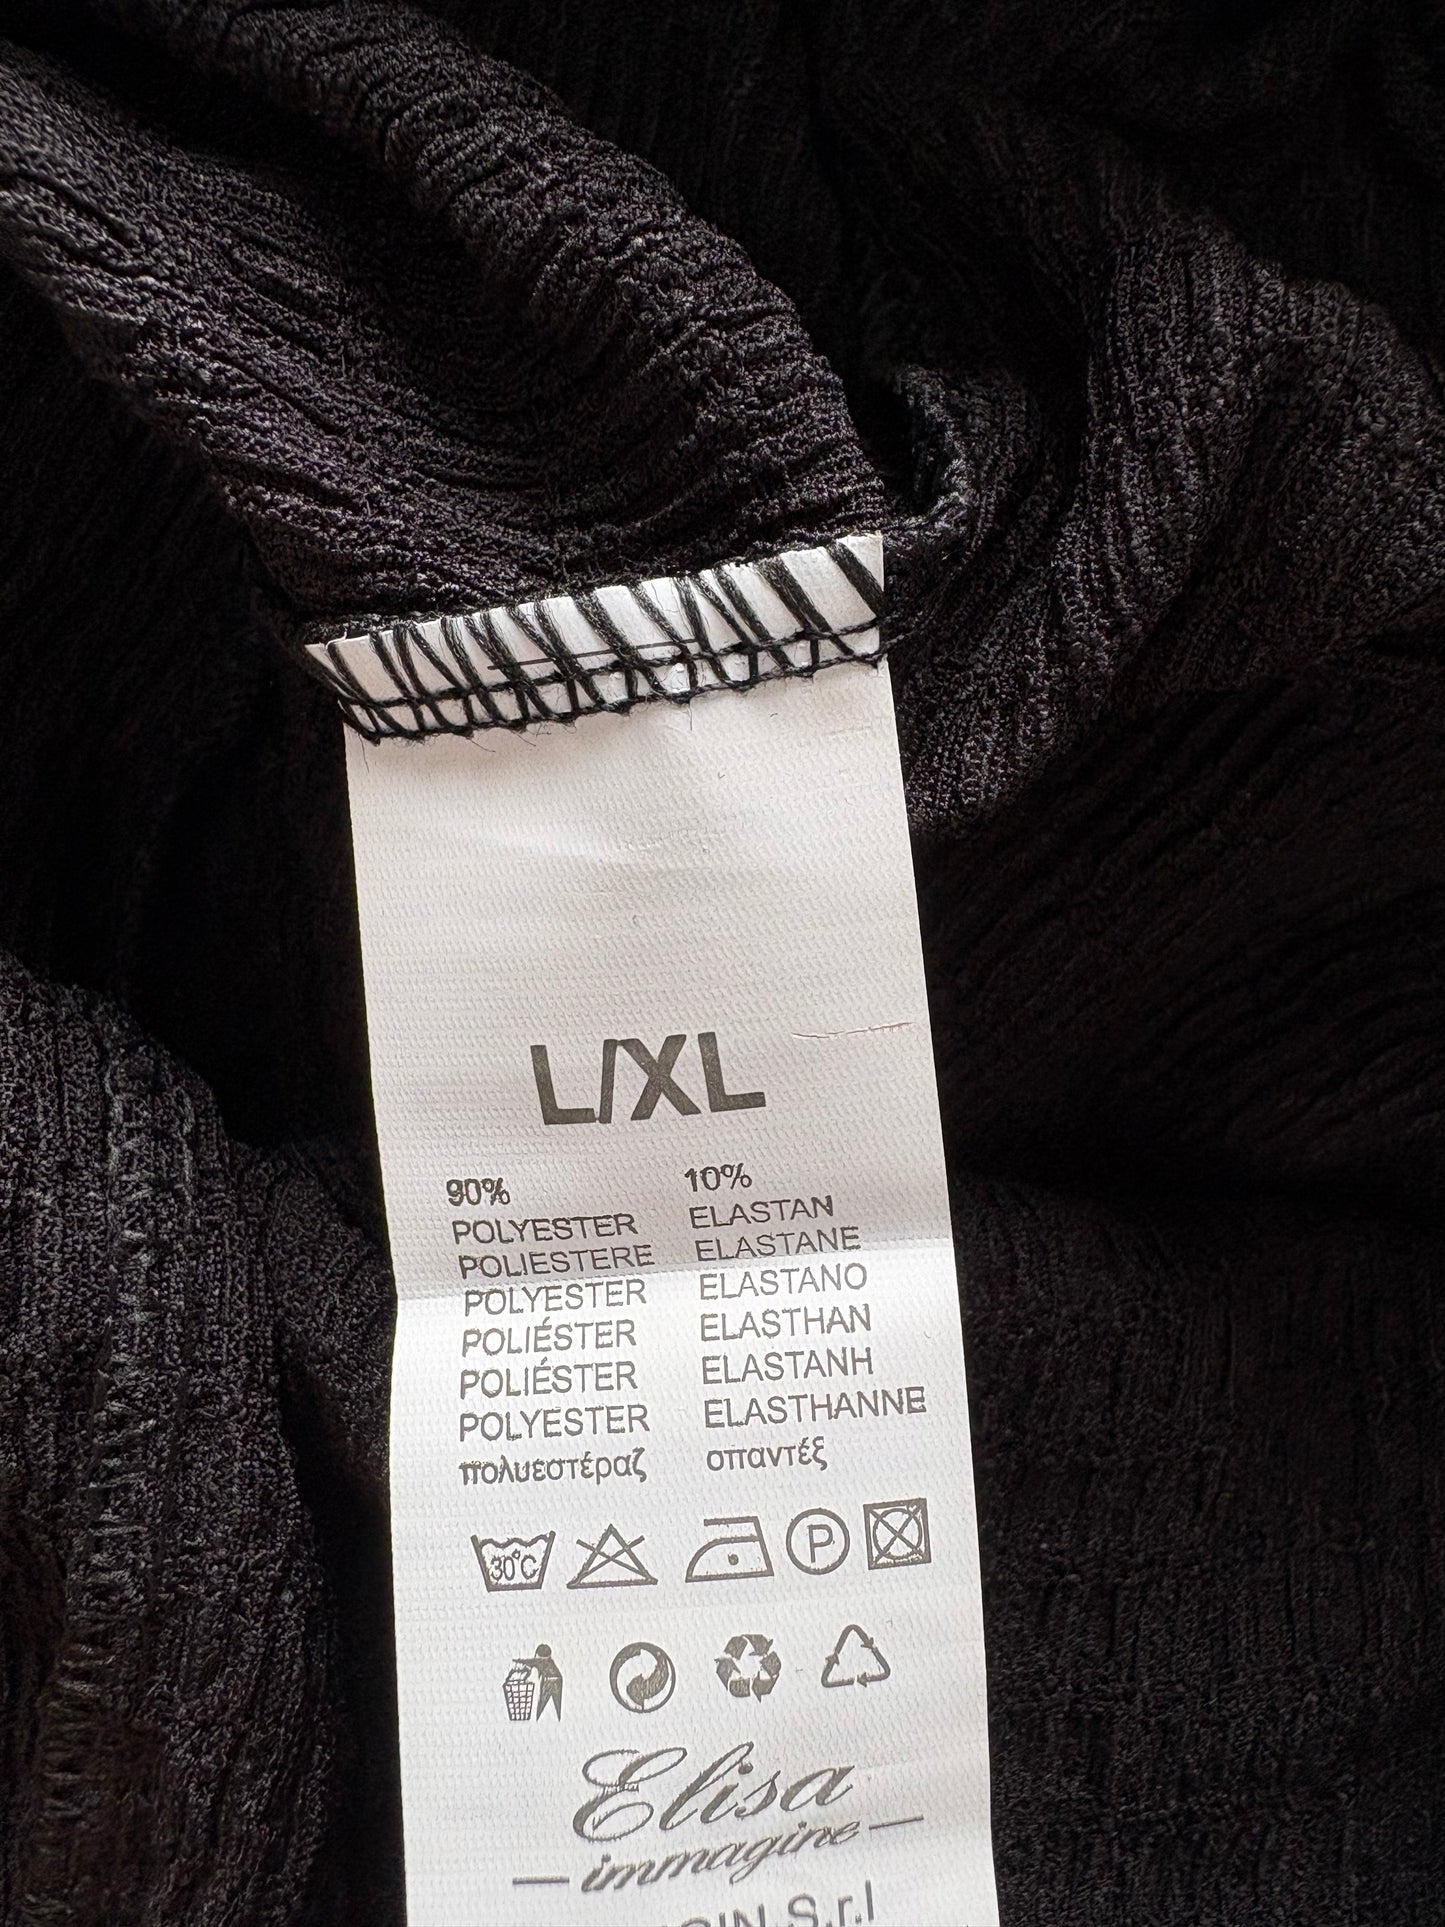 L/XL
90% 10%
POLYESTER ELASTAN
POLIESTERE ELASTANE
POLYESTER ELASTANO
POLIÉSTER ELASTHAN
POLIÉSTER ELASTANH
POLYESTER ELASTHANNE
πολυεστέραζ σπαντέξ
30°C P
Elisa
immagine
S.r.l